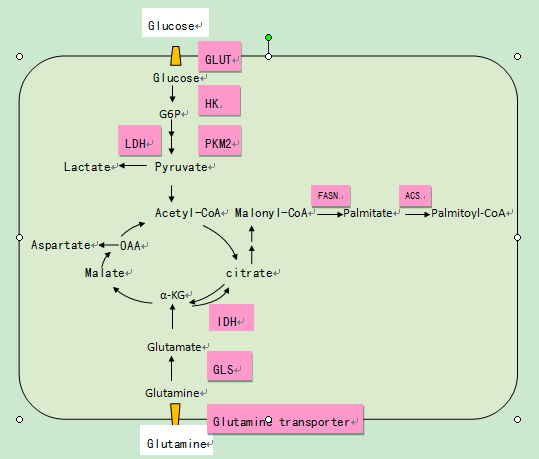 Glucose
GLUT
Glucose
HK
G6P
LDH
PKM2
Lactate
Pyruvate
FASN
ACS
Acetyl-CoA
Malonyl-CoA
Palmitate
Palmitoyl-CoA
Aspartate
OAA
Malate
citrate
α-KG
IDH
Glutamate
GLS
Glutamine
Glutamine transporter
Glutamine